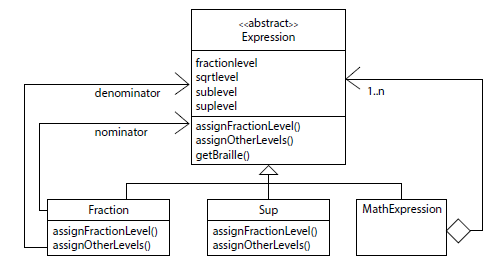 <<abstract>>
Expression
fractionlevel
sqrtlevel
sublevel
suplevel
assignFractionLevel()
assignOtherLevels()
getBraille()
denominator
nominator
1..n
Fraction
assignFractionLevel()
assignOtherLevels()
Sup
assignFractionLevel()
assignOtherLevels()
MathExpression